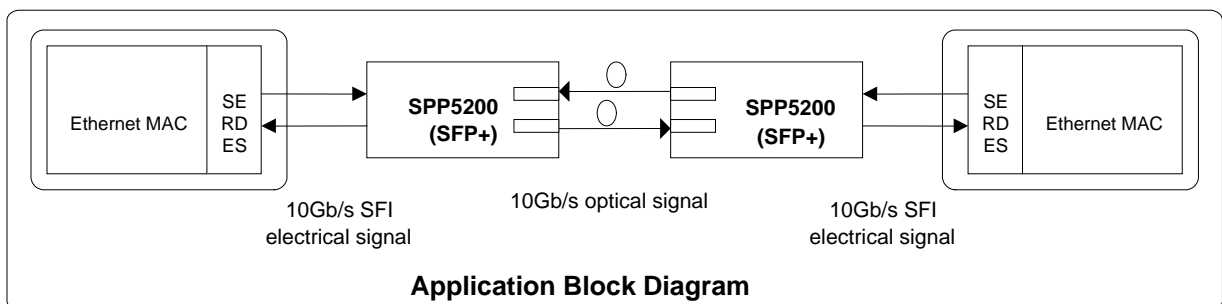 Ethernet MAC
SE
RD
ES
SPP5200
(SFP+)
SPP5200
(SFP+)
SE
RD
ES
Ethernet MAC
10Gb/s SFI
electrical signal
10Gb/s optical signal
10Gb/s SFI
electrical signal
Application Block Diagram